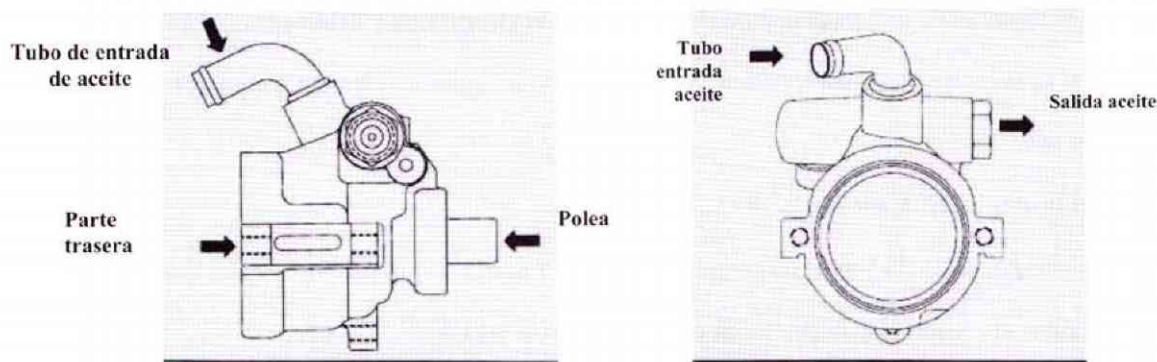 Tubo de entrada
de aceite
Parte
trasera
Polea
Tubo
entrada
aceite
Salida aceite